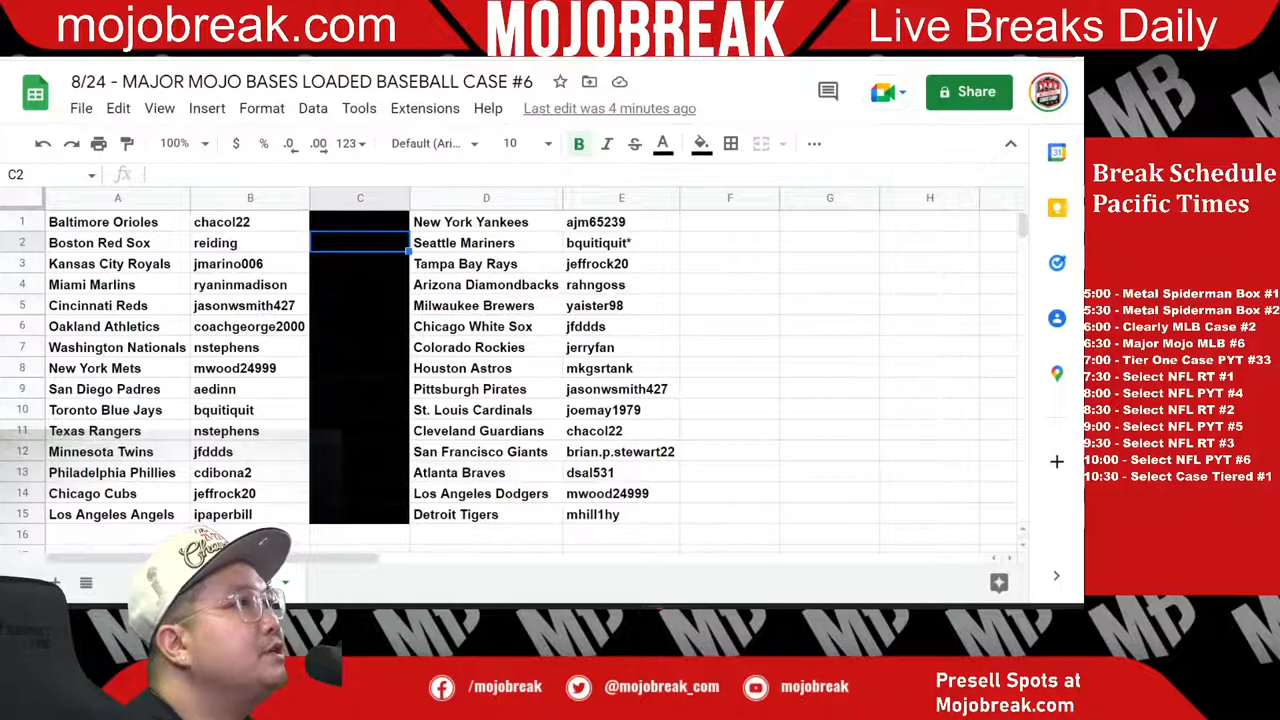 mojobreak.com
MOJOBREAK
Live Breaks Daily
8/24 - MAJOR MOJO BASES LOADED BASEBALL CASE #6
Share
File Edit View Insert Format Data Tools Extensions Help Last edit was 4 minutes ago
100% $ % .0 .00 123 Default (Ari... 10 B I S A
C2 fx
A B C D E F G H
1 Baltimore Orioles chacol22 New York Yankees ajm65239
2 Boston Red Sox reiding Seattle Mariners bquitiquit*
3 Kansas City Royals jmarino006 Tampa Bay Rays jeffrock20
4 Miami Marlins ryaninmadison Arizona Diamondbacks rahngoss
5 Cincinnati Reds jasonwsmith427 Milwaukee Brewers yaister98
6 Oakland Athletics coachgeorge2000 Chicago White Sox jfddds
7 Washington Nationals nstephens Colorado Rockies jerryfan
8 New York Mets mwood24999 Houston Astros mkgsrtank
9 San Diego Padres aedinn Pittsburgh Pirates jasonwsmith427
10 Toronto Blue Jays bquitiquit St. Louis Cardinals joemay1979
11 Texas Rangers nstephens Cleveland Guardians chacol22
12 Minnesota Twins jfddds San Francisco Giants brian.p.stewart22
13 Philadelphia Phillies cdibona2 Atlanta Braves dsal531
14 Chicago Cubs jeffrock20 Los Angeles Dodgers mwood24999
15 Los Angeles Angels ipaperbill Detroit Tigers mhill1hy
16
31
Break Schedule
Pacific Times
5:00 - Metal Spiderman Box #1
5:30 - Metal Spiderman Box #2
6:00 - Clearly MLB Case #2
6:30 - Major Mojo MLB #6
7:00 - Tier One Case PYT #33
7:30 - Select NFL RT #1
8:00 - Select NFL PYT #4
8:30 - Select NFL RT #2
9:00 - Select NFL PYT #5
9:30 - Select NFL RT #3
10:00 - Select NFL PYT #6
10:30 - Select Case Tiered #1
/mojobreak
@mojobreak_com
mojobreak
Presell Spots at
Mojobreak.com